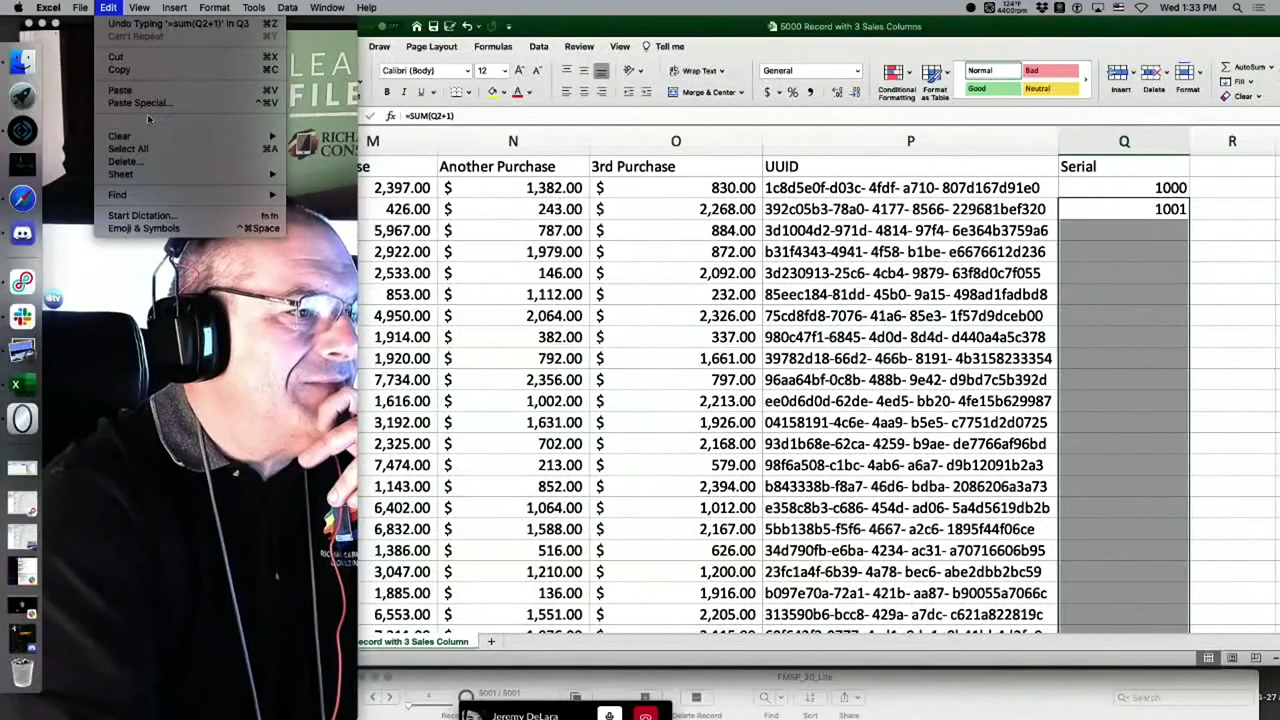 Excel File Edit View Insert Format Tools Data Window Help
124°F
4400rpm
Wed 1:33 PM
Undo Typing '=sum(Q2+1)' in Q3 ⌘Z
Can't Repeat ⌘Y
Cut ⌘X
Copy ⌘C
Paste ⌘V
Paste Special... ^⌘V
Clear
Select All ⌘A
Delete...
Sheet
Find
Start Dictation... fn fn
Emoji & Symbols ^⌘Space
LEA
FILE
RICHA
CONS
5000 Record with 3 Sales Columns
Draw Page Layout Formulas Data Review View Tell me
Calibri (Body) 12 Wrap Text General Normal Bad AutoSum
B I U A Merge & Center $ % Conditional Formatting Format as Table Good Neutral Insert Delete Format Fill Clear
fx =SUM(Q2+1)
M N O P Q R
se Another Purchase 3rd Purchase UUID Serial
2,397.00 $ 1,382.00 $ 830.00 1c8d5e0f-d03c- 4fdf- a710- 807d167d91e0 1000
426.00 $ 243.00 $ 2,268.00 392c05b3-78a0- 4177- 8566- 229681bef320 1001
5,967.00 $ 787.00 $ 884.00 3d1004d2-971d- 4814- 97f4- 6e364b3759a6
2,922.00 $ 1,979.00 $ 872.00 b31f4343-4941- 4f58- b1be- e6676612d236
2,533.00 $ 146.00 $ 2,092.00 3d230913-25c6- 4cb4- 9879- 63f8d0c7f055
853.00 $ 1,112.00 $ 232.00 85eec184-81dd- 45b0- 9a15- 498ad1fadbd8
4,950.00 $ 2,064.00 $ 2,326.00 75cd8fd8-7076- 41a6- 85e3- 1f57d9dceb00
1,914.00 $ 382.00 $ 337.00 980c47f1-6845- 4d0d- 8d4d- d440a4a5c378
1,920.00 $ 792.00 $ 1,661.00 39782d18-66d2- 466b- 8191- 4b3158233354
7,734.00 $ 2,356.00 $ 797.00 96aa64bf-0c8b- 488b- 9e42- d9bd7c5b392d
1,616.00 $ 1,002.00 $ 2,213.00 ee0d6d0d-62de- 4ed5- bb20- 4fe15b629987
3,192.00 $ 1,631.00 $ 1,926.00 04158191-4c6e- 4aa9- b5e5- c7751d2d0725
2,325.00 $ 702.00 $ 2,168.00 93d1b68e-62ca- 4259- b9ae- de7766af96bd
7,474.00 $ 213.00 $ 579.00 98f6a508-c1bc- 4ab6- a6a7- d9b12091b2a3
1,143.00 $ 852.00 $ 2,394.00 b843338b-f8a7- 46d6- bdba- 2086206a3a73
6,402.00 $ 1,064.00 $ 1,012.00 e358c8b3-c686- 454d- ad06- 5a4d5619db2b
6,832.00 $ 1,588.00 $ 2,167.00 5bb138b5-f5f6- 4667- a2c6- 1895f44f06ce
1,386.00 $ 516.00 $ 626.00 34d790fb-e6ba- 4234- ac31- a70716606b95
3,047.00 $ 1,210.00 $ 1,200.00 23fc1a4f-6b39- 4a78- bec6- abe2dbb2bc59
1,885.00 $ 136.00 $ 1,916.00 b097e70a-72a1- 421b- aa87- b90055a7066c
6,553.00 $ 1,551.00 $ 2,205.00 313590b6-bcc8- 429a- a7dc- c621a822819c
Record with 3 Sales Column +
FMSP_20_Lite
5001 / 5001
Search
Delete Record Find Sort Share
Jeremy DeLara